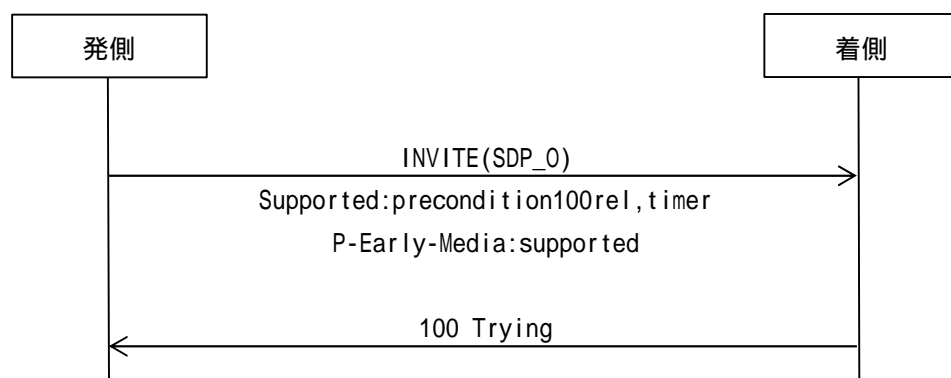 発側
着側
INVITE(SDP_O)
Supported:precondition100rel,timer
P-Early-Media:supported
100 Trying